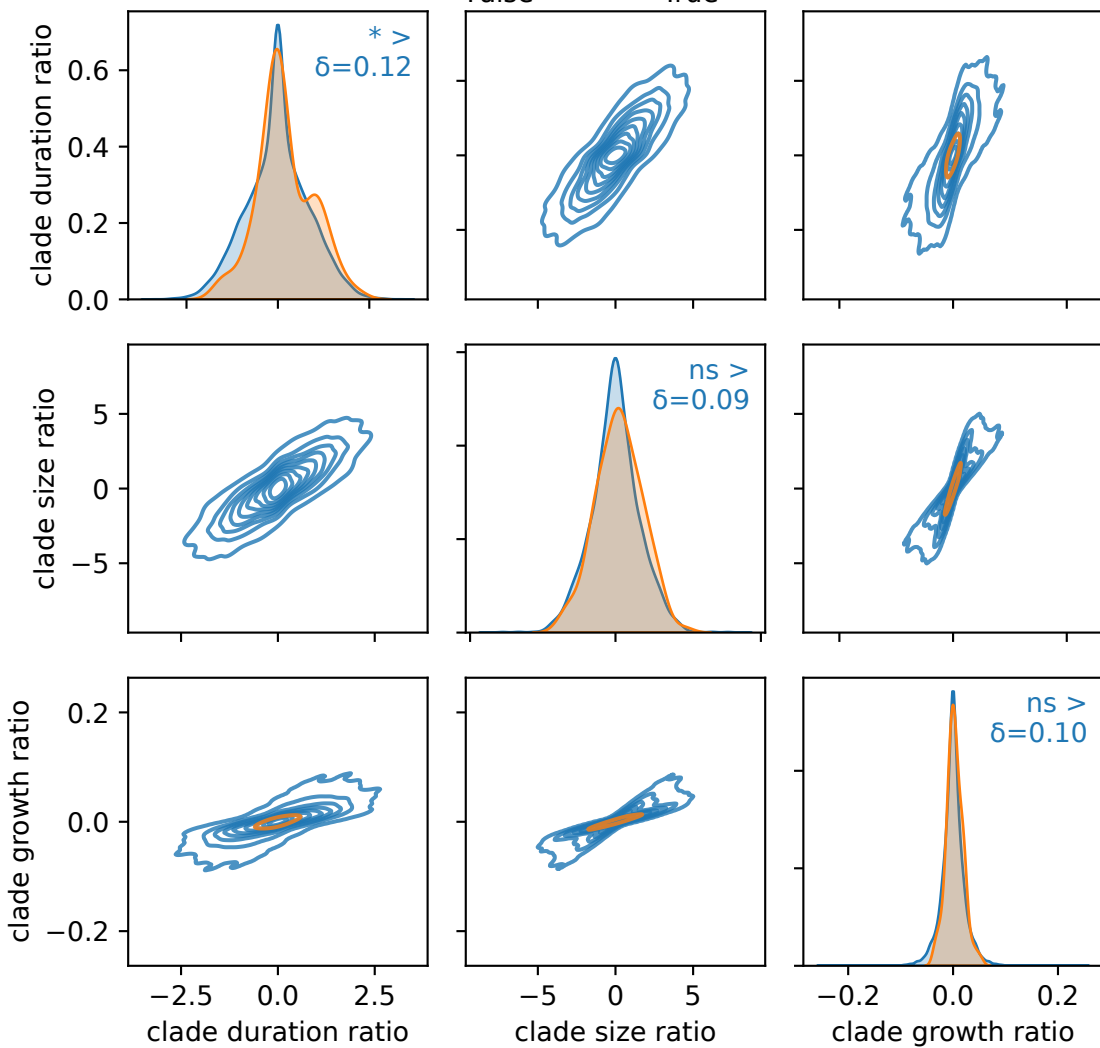 clade duration ratio
0.6
0.4
0.2
0.0
* >
δ=0.12
clade size ratio
5
0
−5
ns >
δ=0.09
clade growth ratio
0.2
0.0
−0.2
ns >
δ=0.10
−2.5 0.0 2.5
clade duration ratio
−5 0 5
clade size ratio
−0.2 0.0 0.2
clade growth ratio